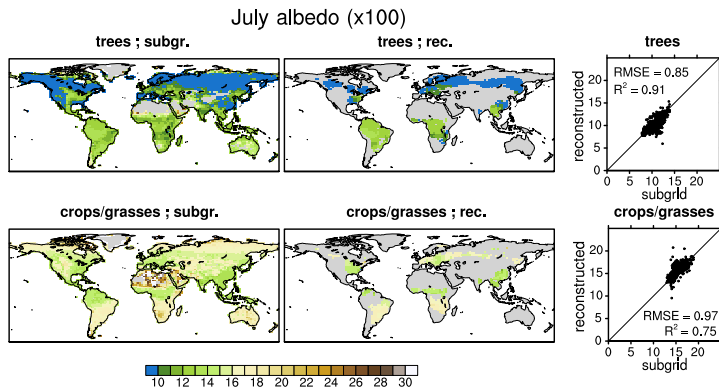 July albedo (x100)
trees ; subgr.
trees ; rec.
trees
RMSE = 0.85
R² = 0.91
reconstructed
0 5 10 15 20
0 5 10 15 20
subgrid
crops/grasses ; subgr.
crops/grasses ; rec.
crops/grasses
RMSE = 0.97
R² = 0.75
reconstructed
0 5 10 15 20
0 5 10 15 20
subgrid
10 12 14 16 18 20 22 24 26 28 30